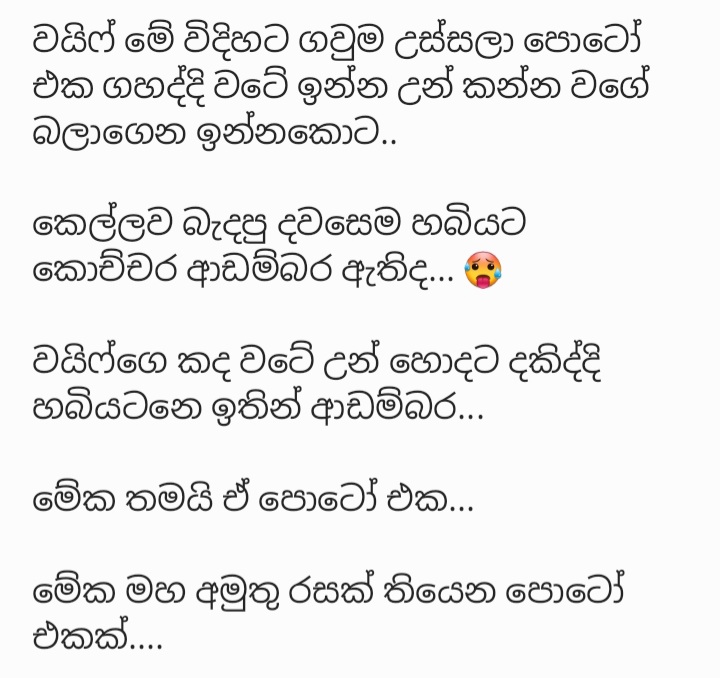 වයිෆ් මේ විදිහට ගවුම උස්සලා පොටෝ
එක ගහද්දි වටේ ඉන්න උන් කන්න වගේ
බලාගෙන ඉන්නකොට..
කෙල්ලව බැදපු දවසෙම හබියට
කොච්චර ආඩම්බර ඇතිද... 🥵
වයිෆ්ගෙ කද වටේ උන් හොදට දකිද්දි
හබියටනෙ ඉතින් ආඩම්බර...
මේක තමයි ඒ පොටෝ එක...
මේක මහ අමුතු රසක් තියෙන පොටෝ
එකක්....